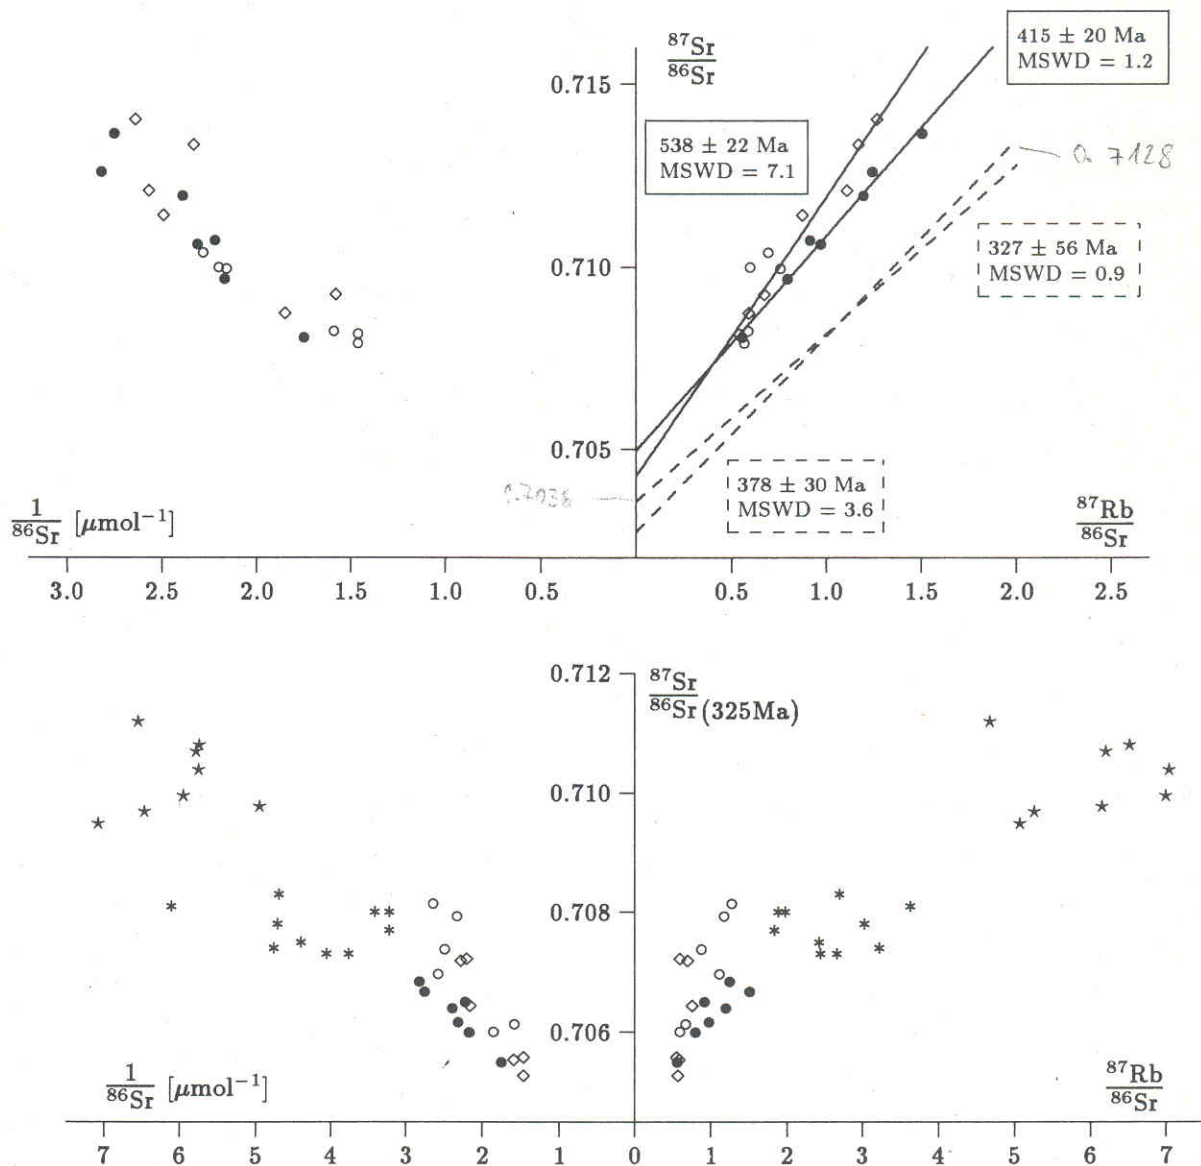 87Sr
86Sr
0.715
0.710
0.705
415 ± 20 Ma
MSWD = 1.2
538 ± 22 Ma
MSWD = 7.1
0.7128
327 ± 56 Ma
MSWD = 0.9
378 ± 30 Ma
MSWD = 3.6
0.7036
1
86Sr [μmol−1]
87Rb
86Sr
3.0 2.5 2.0 1.5 1.0 0.5 0.5 1.0 1.5 2.0 2.5
0.712
87Sr
86Sr (325Ma)
0.710
0.708
0.706
1
86Sr [μmol−1]
87Rb
86Sr
7 6 5 4 3 2 1 0 1 2 3 4 5 6 7